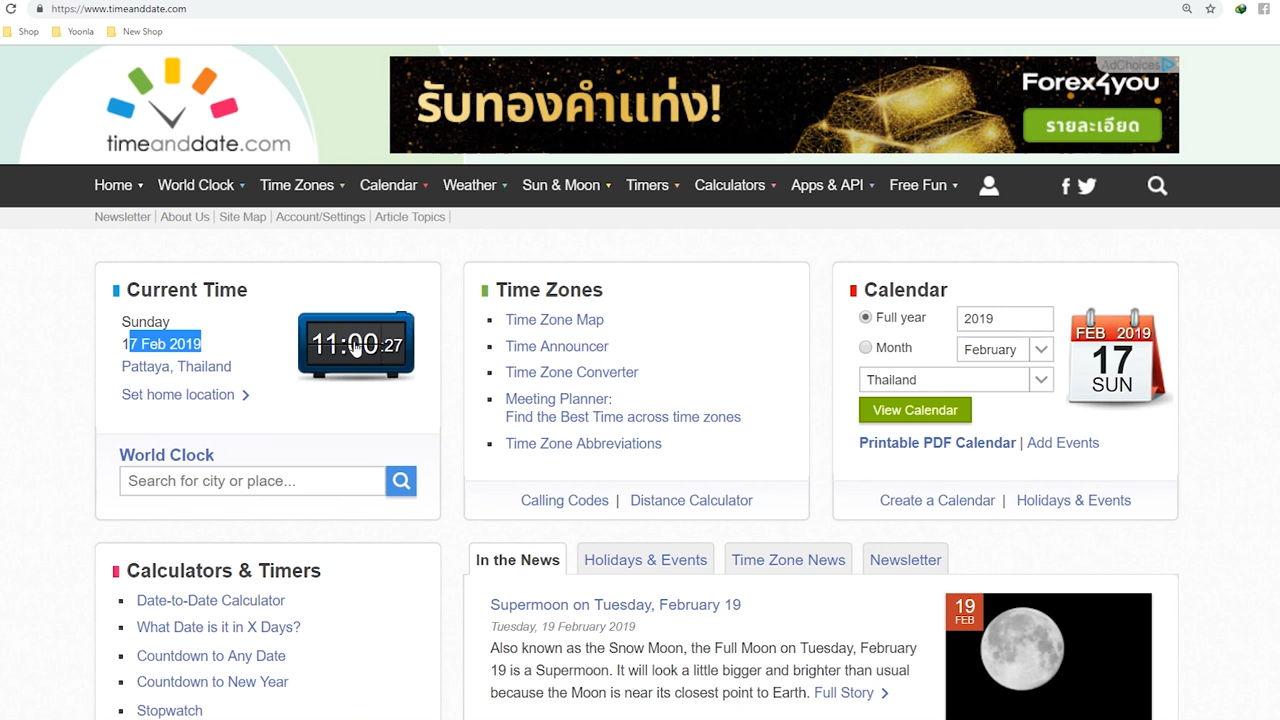 https://www.timeanddate.com
Shop Yoonla New Shop
timeanddate.com
AdChoices
รับทองคำแท่ง!
Forex4you
รายละเอียด
Home World Clock Time Zones Calendar Weather Sun & Moon Timers Calculators Apps & API Free Fun
Newsletter | About Us | Site Map | Account/Settings | Article Topics |
Current Time
Sunday
17 Feb 2019
Pattaya, Thailand
Set home location
11:00:27
World Clock
Search for city or place...
Time Zones
Time Zone Map
Time Announcer
Time Zone Converter
Meeting Planner:
Find the Best Time across time zones
Time Zone Abbreviations
Calling Codes | Distance Calculator
Calendar
Full year 2019
Month February
Thailand
View Calendar
FEB 2019
17
SUN
Printable PDF Calendar | Add Events
Create a Calendar | Holidays & Events
Calculators & Timers
Date-to-Date Calculator
What Date is it in X Days?
Countdown to Any Date
Countdown to New Year
Stopwatch
In the News Holidays & Events Time Zone News Newsletter
Supermoon on Tuesday, February 19
Tuesday, 19 February 2019
Also known as the Snow Moon, the Full Moon on Tuesday, February
19 is a Supermoon. It will look a little bigger and brighter than usual
because the Moon is near its closest point to Earth. Full Story
19
FEB